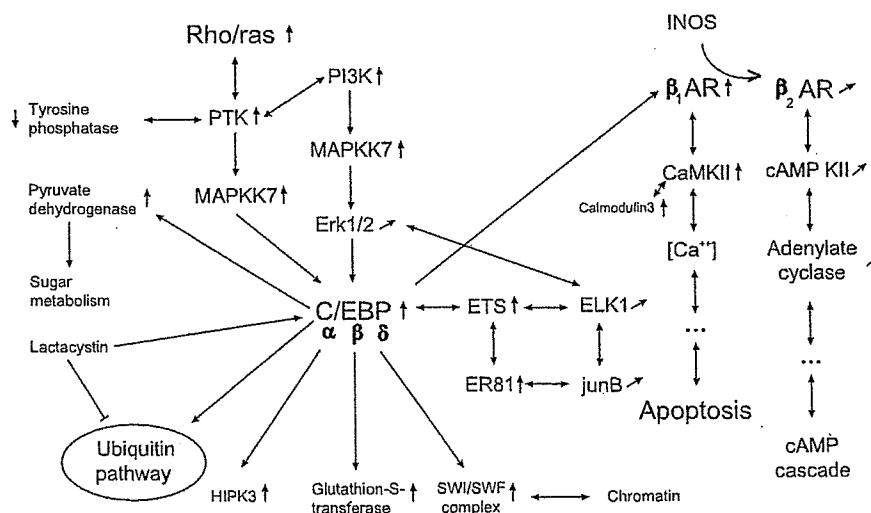 INOS
Rho/ras ↑
PI3K ↑
β1AR ↑
β2 AR ↗
↓ Tyrosine
phosphatase
PTK ↑
MAPKK7 ↑
Pyruvate ↑
dehydrogenase
MAPKK7 ↑
CaMKII ↑
cAMP KII ↗
Calmodulin3 ↑
Erk1/2 ↗
[Ca++]
Adenylate
cyclase ↗
Sugar
metabolism
C/EBP ↑
α β δ
ETS ↑
ELK1 ↗
...
Lactacystin
...
ER81 ↑
junB ↗
Apoptosis
Ubiquitin
pathway
cAMP
cascade
HIPK3 ↑
Glutathion-S- ↑
transferase
SWI/SWF ↑
complex
Chromatin